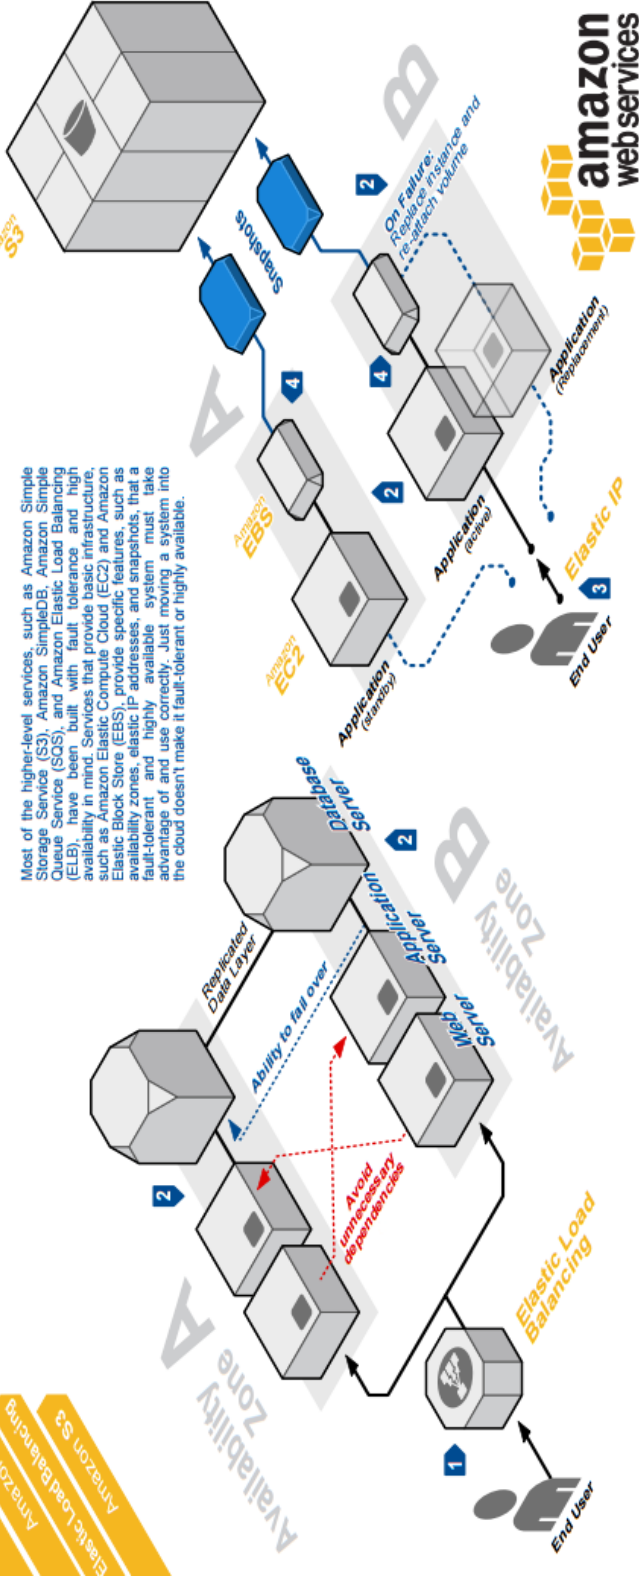 Amazon S3
Elastic Load Balancing
Availability
Zone
A
2
Replicated
Data Layer
Ability to fail over
Avoid
unnecessary
dependencies
Database
Server
Application
Server
Web
Server
2
Availability
Zone
B
1
Elastic Load
Balancing
End User
Most of the higher-level services, such as Amazon Simple
Storage Service (S3), Amazon SimpleDB, Amazon Simple
Queue Service (SQS), and Amazon Elastic Load Balancing
(ELB), have been built with fault tolerance and high
availability in mind. Services that provide basic infrastructure,
such as Amazon Elastic Compute Cloud (EC2) and Amazon
Elastic Block Store (EBS), provide specific features, such as
availability zones, elastic IP addresses, and snapshots, that a
fault-tolerant and highly available system must take
advantage of and use correctly. Just moving a system into
the cloud doesn't make it fault-tolerant or highly available.
S3
A
Amazon
EBS
Amazon
EC2
4
Snapshots
Application
(standby)
2
4
2
B
On Failure:
Replace instance and
re-attach volume
Application
(active)
Application
(Replacement)
Elastic IP
3
End User
amazon
webservices